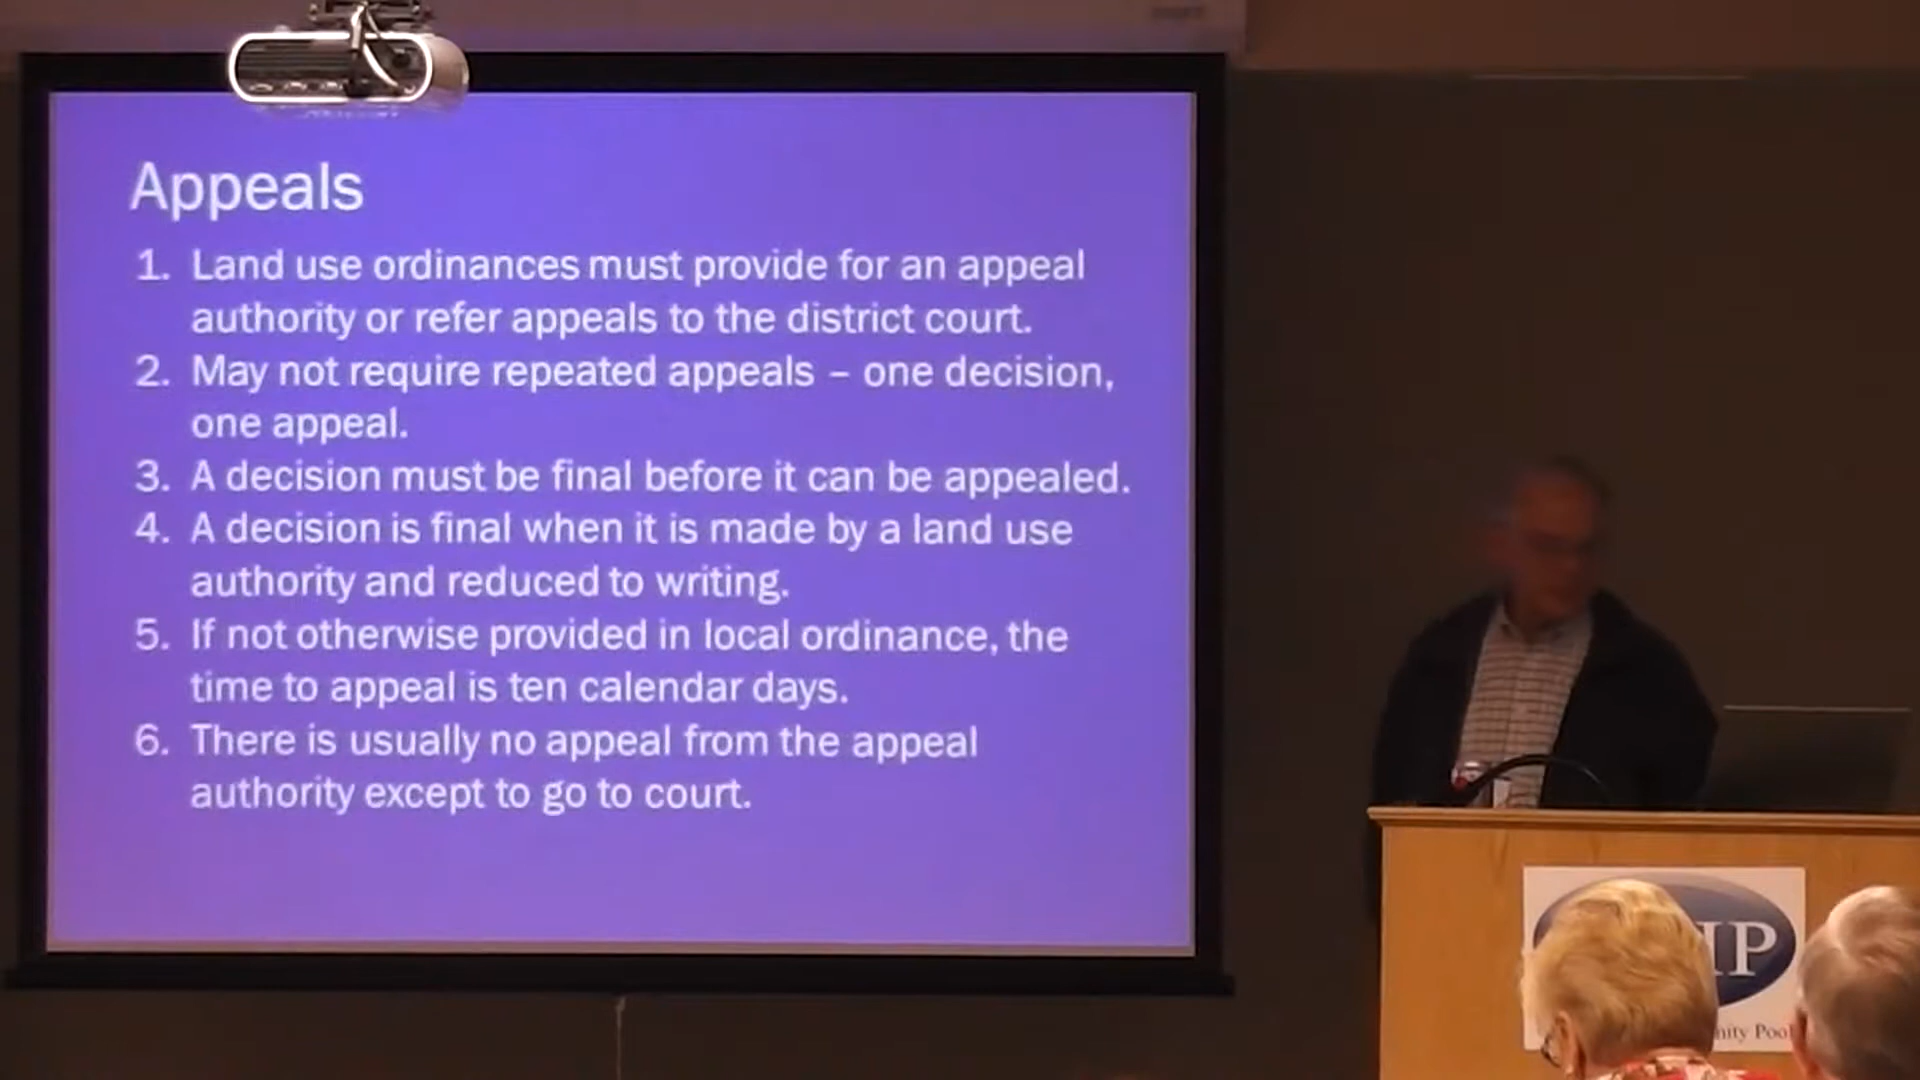 Appeals
1. Land use ordinances must provide for an appeal
authority or refer appeals to the district court.
2. May not require repeated appeals – one decision,
one appeal.
3. A decision must be final before it can be appealed.
4. A decision is final when it is made by a land use
authority and reduced to writing.
5. If not otherwise provided in local ordinance, the
time to appeal is ten calendar days.
6. There is usually no appeal from the appeal
authority except to go to court.
IP
nity Pool